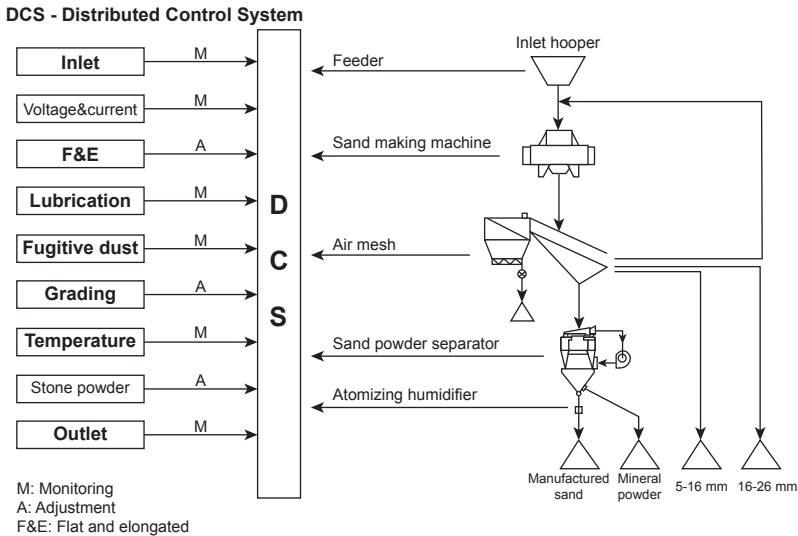 DCS - Distributed Control System
Inlet
M
Voltage&current
M
F&E
A
Lubrication
M
Fugitive dust
M
Grading
A
Temperature
M
Stone powder
A
Outlet
M
D
C
S
Inlet hooper
Feeder
Sand making machine
Air mesh
Sand powder separator
Atomizing humidifier
Manufactured
sand
Mineral
powder
5-16 mm
16-26 mm
M: Monitoring
A: Adjustment
F&E: Flat and elongated